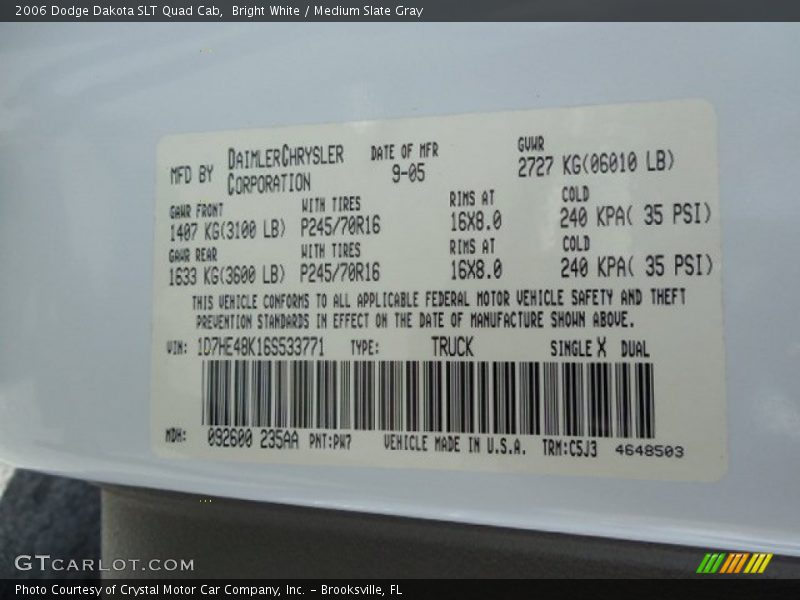 2006 Dodge Dakota SLT Quad Cab,  Bright White / Medium Slate Gray
MFD BY DAIMLERCHRYSLER CORPORATION
DATE OF MFR 9-05
GVWR 2727 KG(06010 LB)
GAWR FRONT WITH TIRES RIMS AT COLD
1407 KG(3100 LB) P245/70R16 16X8.0 240 KPA( 35 PSI)
GAWR REAR WITH TIRES RIMS AT COLD
1633 KG(3600 LB) P245/70R16 16X8.0 240 KPA( 35 PSI)
THIS VEHICLE CONFORMS TO ALL APPLICABLE FEDERAL MOTOR VEHICLE SAFETY AND THEFT
PREVENTION STANDARDS IN EFFECT ON THE DATE OF MANUFACTURE SHOWN ABOVE.
VIN: 1D7HE48K16S533771 TYPE: TRUCK SINGLE X DUAL
MDH: 092600 235AA PNT:PW7 VEHICLE MADE IN U.S.A. TRM:C5J3 4648503
GTCARLOT.COM
Photo Courtesy of Crystal Motor Car Company, Inc. - Brooksville, FL